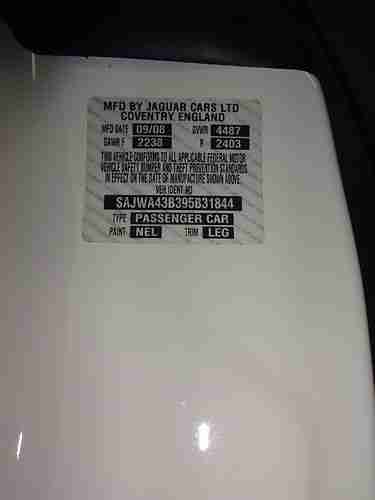 MFD BY JAGUAR CARS LTD
COVENTRY, ENGLAND
MFD DATE 09/08 GVWR 4487
GAWR F 2238 R 2403
THIS VEHICLE CONFORMS TO ALL APPLICABLE FEDERAL MOTOR
VEHICLE SAFETY BUMPER AND THEFT PREVENTION STANDARDS
IN EFFECT ON THE DATE OF MANUFACTURE SHOWN ABOVE.
VEH IDENT NO
SAJWA43B395B31844
TYPE PASSENGER CAR
PAINT NEL TRIM LEG